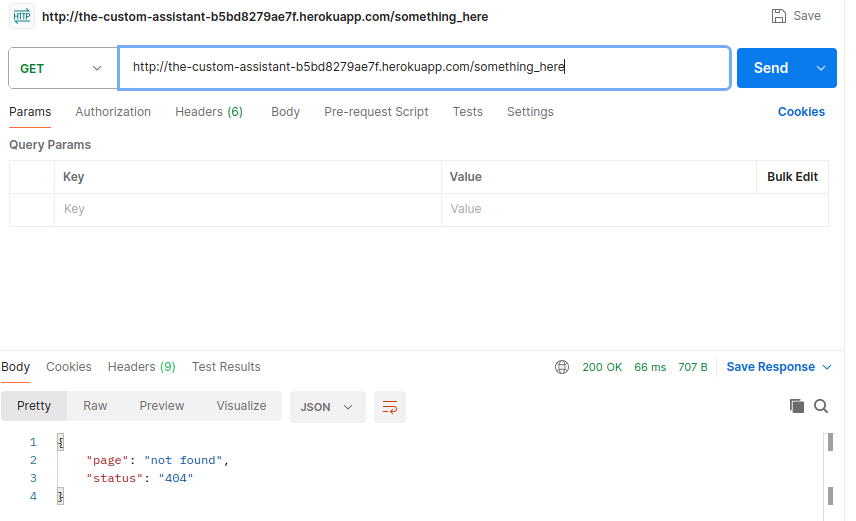 HTTP http://the-custom-assistant-b5bd8279ae7f.herokuapp.com/something_here Save
GET http://the-custom-assistant-b5bd8279ae7f.herokuapp.com/something_here Send
Params Authorization Headers (6) Body Pre-request Script Tests Settings Cookies
Query Params
Key Value Bulk Edit
Key Value
Body Cookies Headers (9) Test Results 200 OK 66 ms 707 B Save Response
Pretty Raw Preview Visualize JSON
1 {
2 "page": "not found",
3 "status": "404"
4 }